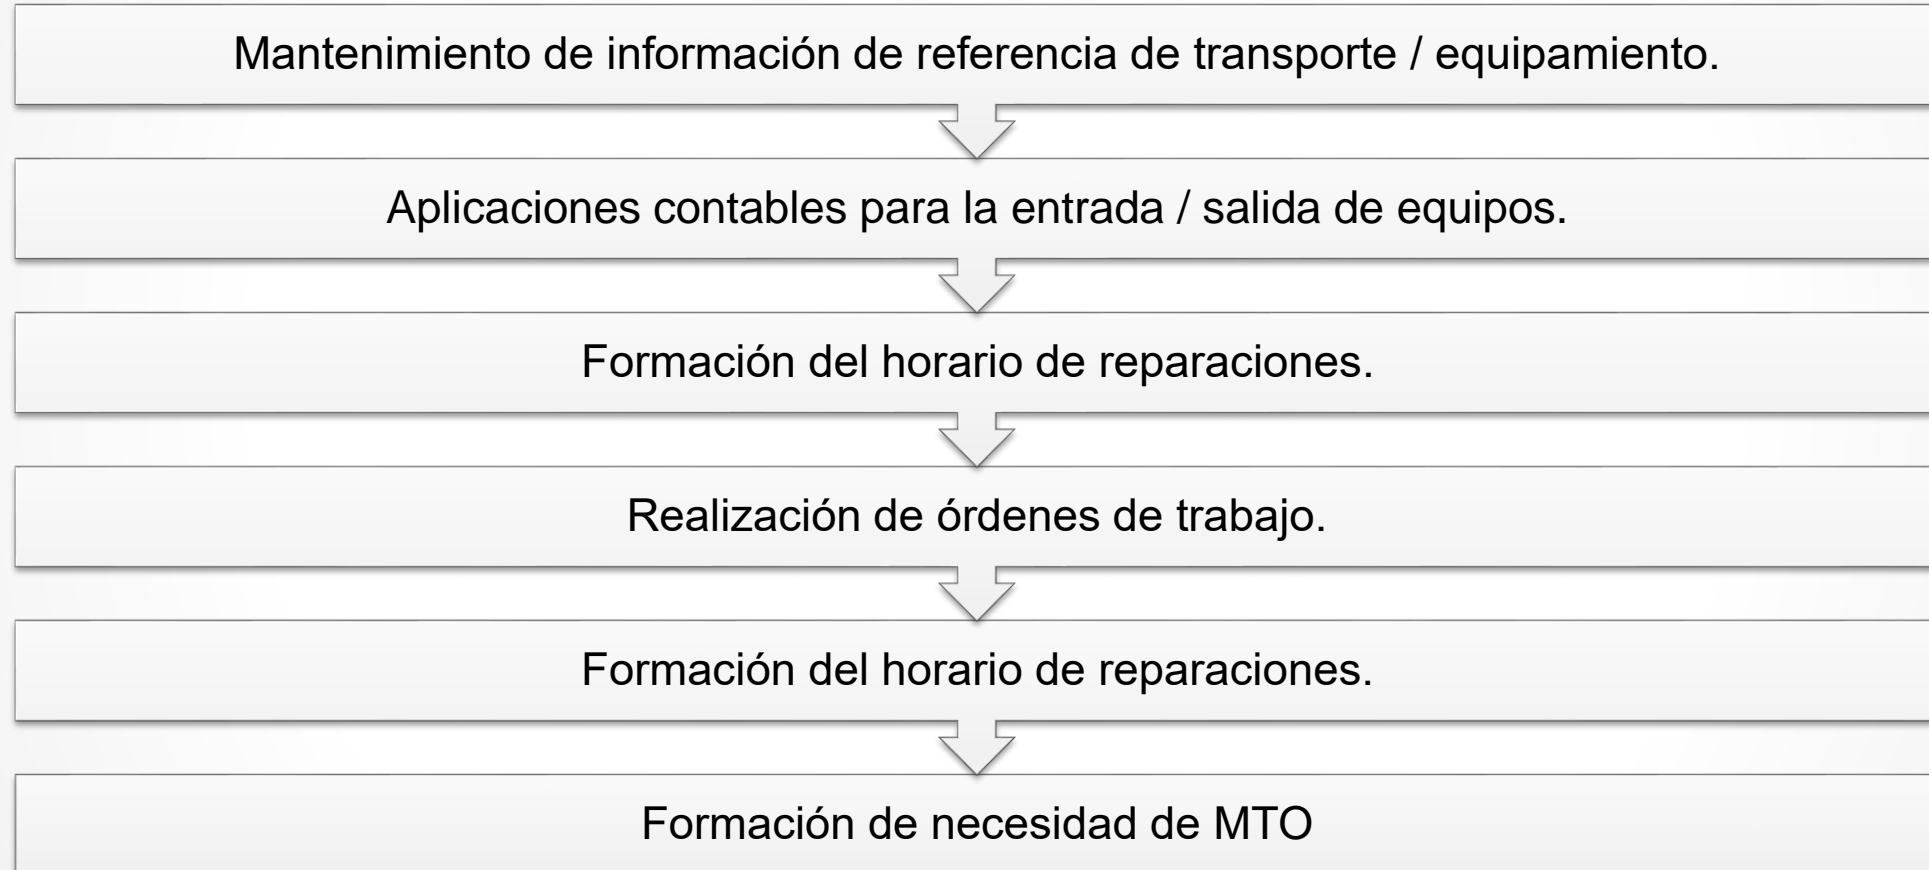 Mantenimiento de información de referencia de transporte / equipamiento.
Aplicaciones contables para la entrada / salida de equipos.
Formación del horario de reparaciones.
Realización de órdenes de trabajo.
Formación del horario de reparaciones.
Formación de necesidad de MTO